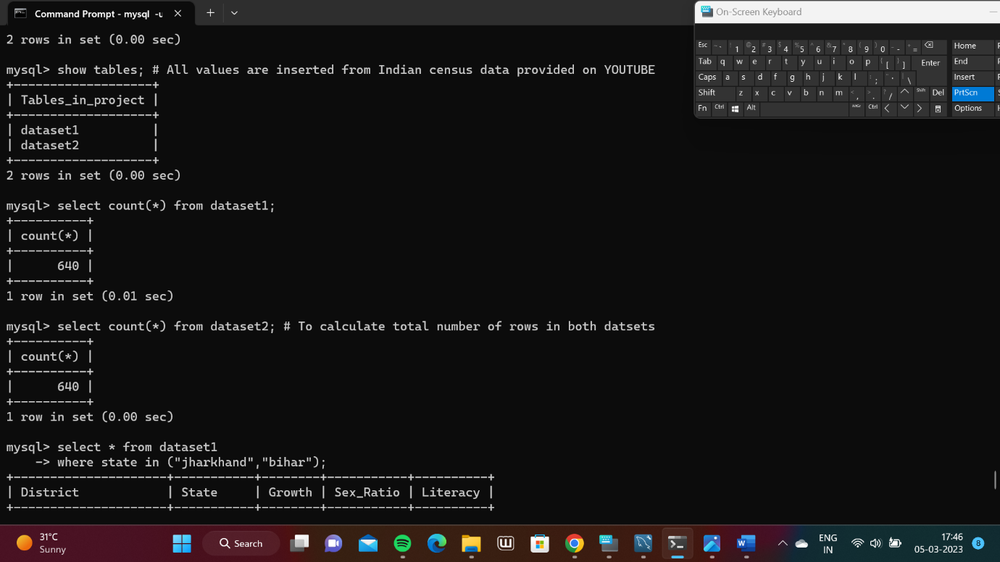 Command Prompt - mysql -u
On-Screen Keyboard
2 rows in set (0.00 sec)
mysql> show tables; # All values are inserted from Indian census data provided on YOUTUBE
+-------------------+
| Tables_in_project |
+-------------------+
| dataset1          |
| dataset2          |
+-------------------+
2 rows in set (0.00 sec)
mysql> select count(*) from dataset1;
+----------+
| count(*) |
+----------+
|      640 |
+----------+
1 row in set (0.01 sec)
mysql> select count(*) from dataset2; # To calculate total number of rows in both datsets
+----------+
| count(*) |
+----------+
|      640 |
+----------+
1 row in set (0.00 sec)
mysql> select * from dataset1
    -> where state in ("jharkhand","bihar");
+---------------------+-----------+--------+-----------+----------+
| District            | State     | Growth | Sex_Ratio | Literacy |
+---------------------+-----------+--------+-----------+----------+
Esc ~ ` ! 1 @ 2 # 3 $ 4 % 5 ^ 6 & 7 * 8 ( 9 ) 0 _ - + = Home
Tab q w e r t y u i o p { [ } ] Enter End
Caps a s d f g h j k l : ; " ' | \ Insert
Shift z x c v b n m < , > . ? / Shift Del PrtScn
Fn Ctrl Alt AltGr Ctrl Options
31°C
Sunny
Search
ENG
IN
17:46
05-03-2023
8